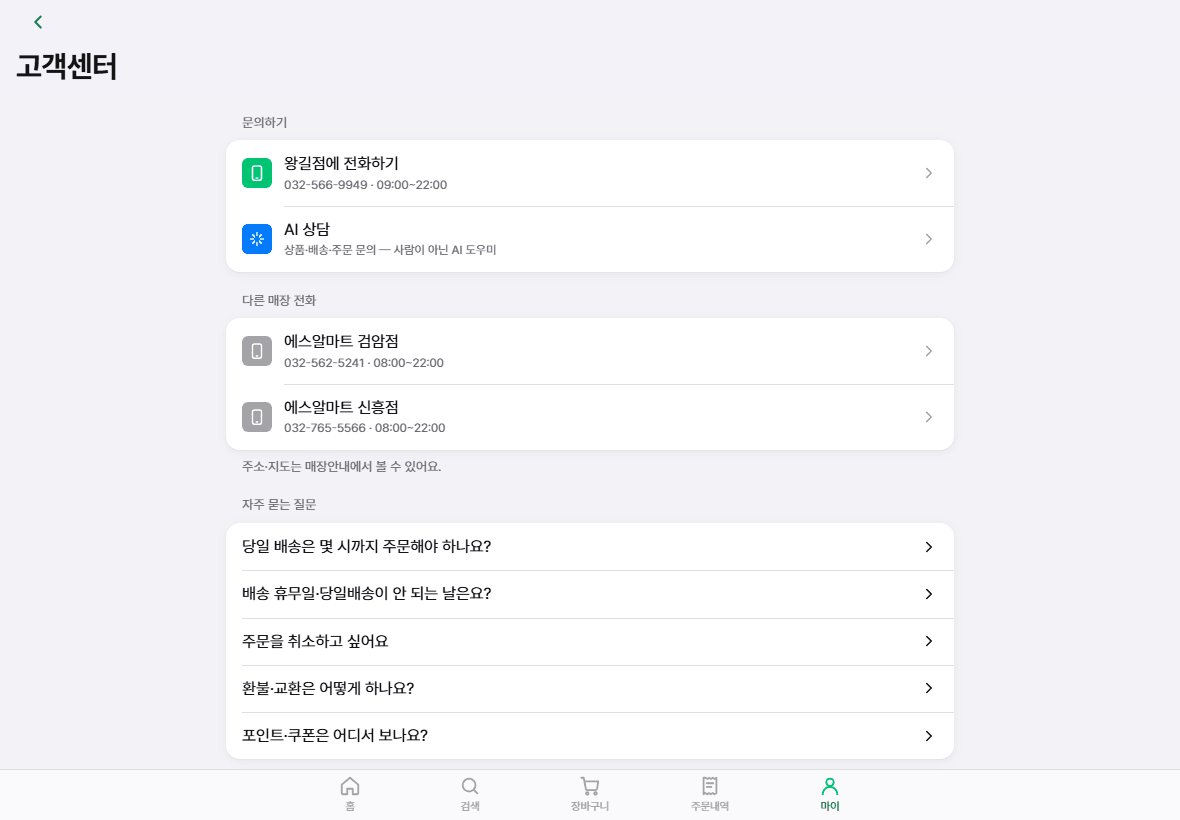 고객센터
문의하기
왕길점에 전화하기
032-566-9949 · 09:00~22:00
AI 상담
상품·배송·주문 문의 — 사람이 아닌 AI 도우미
다른 매장 전화
에스알마트 검암점
032-562-5241 · 08:00~22:00
에스알마트 신흥점
032-765-5566 · 08:00~22:00
주소·지도는 매장안내에서 볼 수 있어요.
자주 묻는 질문
당일 배송은 몇 시까지 주문해야 하나요?
배송 휴무일·당일배송이 안 되는 날은요?
주문을 취소하고 싶어요
환불·교환은 어떻게 하나요?
포인트·쿠폰은 어디서 보나요?
홈 검색 장바구니 주문내역 마이